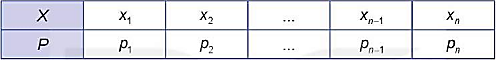 X x₁ x₂ ... xₙ₋₁ xₙ
P p₁ p₂ ... pₙ₋₁ pₙ